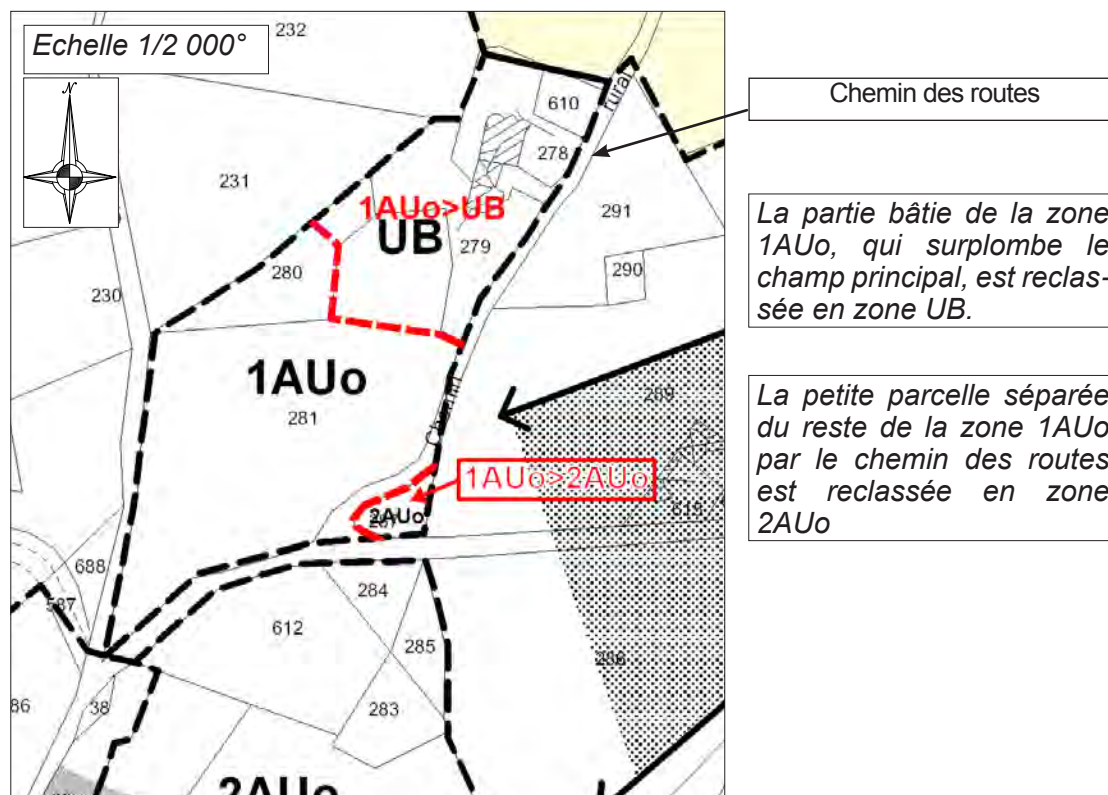 Echelle 1/2 000°
N
232
610
rural
Chemin des routes
278
231
1AUo>UB
UB
279
291
280
290
230
La partie bâtie de la zone
1AUo, qui surplombe le
champ principal, est reclas-
sée en zone UB.
1AUo
281
Chemin
289
La petite parcelle séparée
du reste de la zone 1AUo
par le chemin des routes
est reclassée en zone
2AUo
1AUo>2AUo
2AUo
619
688
587
284
612
285
286
86
38
283
2AUo